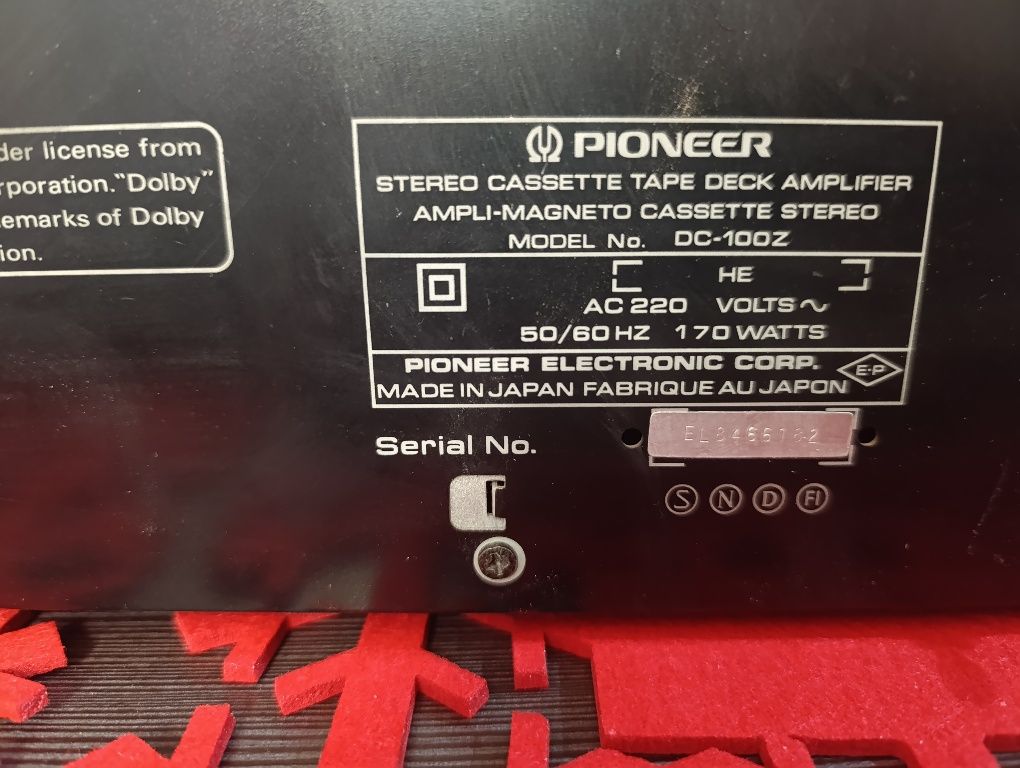 der license from
rporation."Dolby"
emarks of Dolby
ion.
PIONEER
STEREO CASSETTE TAPE DECK AMPLIFIER
AMPLI-MAGNETO CASSETTE STEREO
MODEL No. DC-100Z
HE
AC 220 VOLTS~
50/60HZ 170 WATTS
PIONEER ELECTRONIC CORP.
E-P
MADE IN JAPAN FABRIQUE AU JAPON
Serial No.
S N D FI